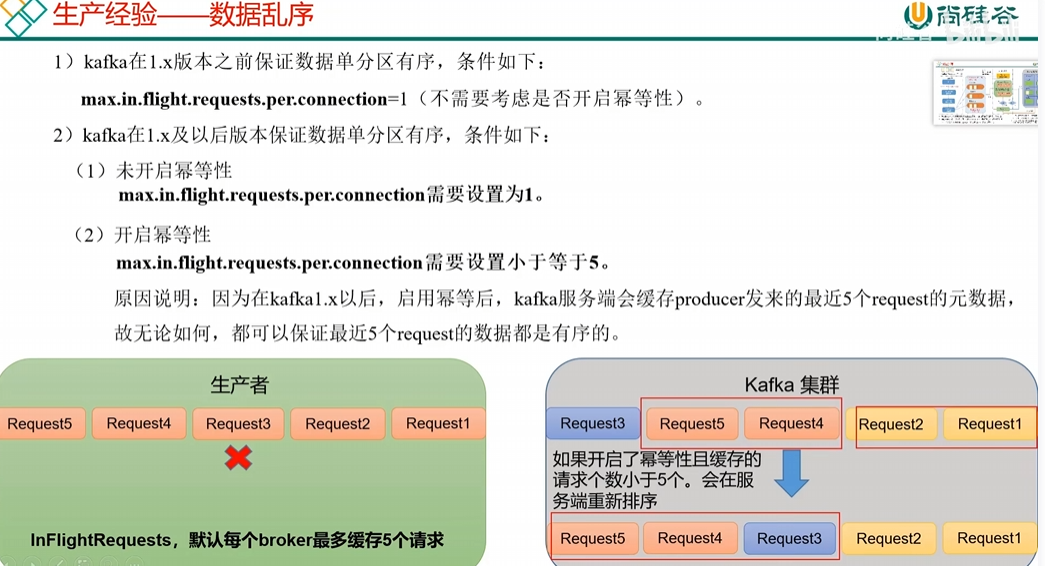 生产经验——数据乱序
尚硅谷
1）kafka在1.x版本之前保证数据单分区有序，条件如下：
max.in.flight.requests.per.connection=1（不需要考虑是否开启幂等性）。
2）kafka在1.x及以后版本保证数据单分区有序，条件如下：
（1）未开启幂等性
max.in.flight.requests.per.connection需要设置为1。
（2）开启幂等性
max.in.flight.requests.per.connection需要设置小于等于5。
原因说明：因为在kafka1.x以后，启用幂等后，kafka服务端会缓存producer发来的最近5个request的元数据，
故无论如何，都可以保证最近5个request的数据都是有序的。
生产者
Request5 Request4 Request3 Request2 Request1
InFlightRequests，默认每个broker最多缓存5个请求
Kafka 集群
Request3 Request5 Request4 Request2 Request1
如果开启了幂等性且缓存的
请求个数小于5个。会在服
务端重新排序
Request5 Request4 Request3 Request2 Request1